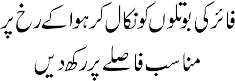 فائر کی بوتلوں کو نکال کر ہوا کے رخ پر
مناسب فاصلے پر رکھ دیں